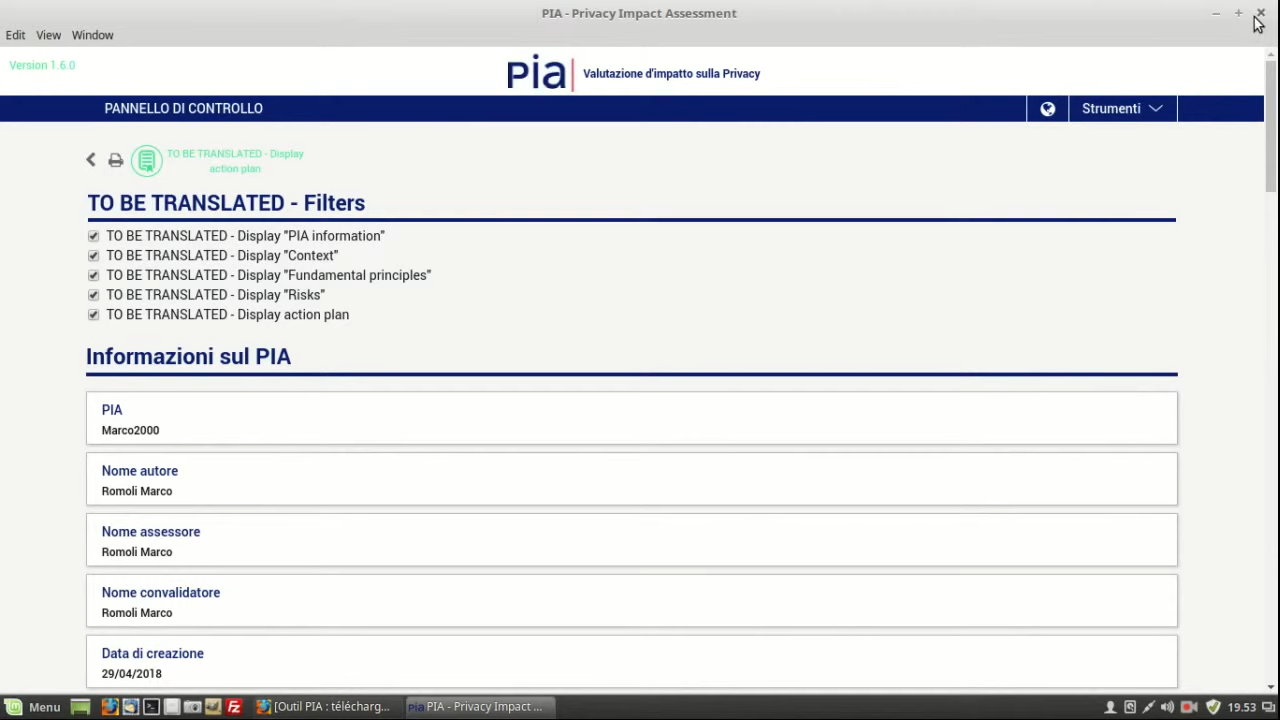 PIA - Privacy Impact Assessment
Edit View Window
Version 1.6.0
pia Valutazione d'impatto sulla Privacy
PANNELLO DI CONTROLLO
Strumenti
TO BE TRANSLATED - Display
action plan
TO BE TRANSLATED - Filters
TO BE TRANSLATED - Display "PIA information"
TO BE TRANSLATED - Display "Context"
TO BE TRANSLATED - Display "Fundamental principles"
TO BE TRANSLATED - Display "Risks"
TO BE TRANSLATED - Display action plan
Informazioni sul PIA
PIA
Marco2000
Nome autore
Romoli Marco
Nome assessore
Romoli Marco
Nome convalidatore
Romoli Marco
Data di creazione
29/04/2018
Menu
[Outil PIA : télécharg...
pia PIA - Privacy Impact ...
19.53